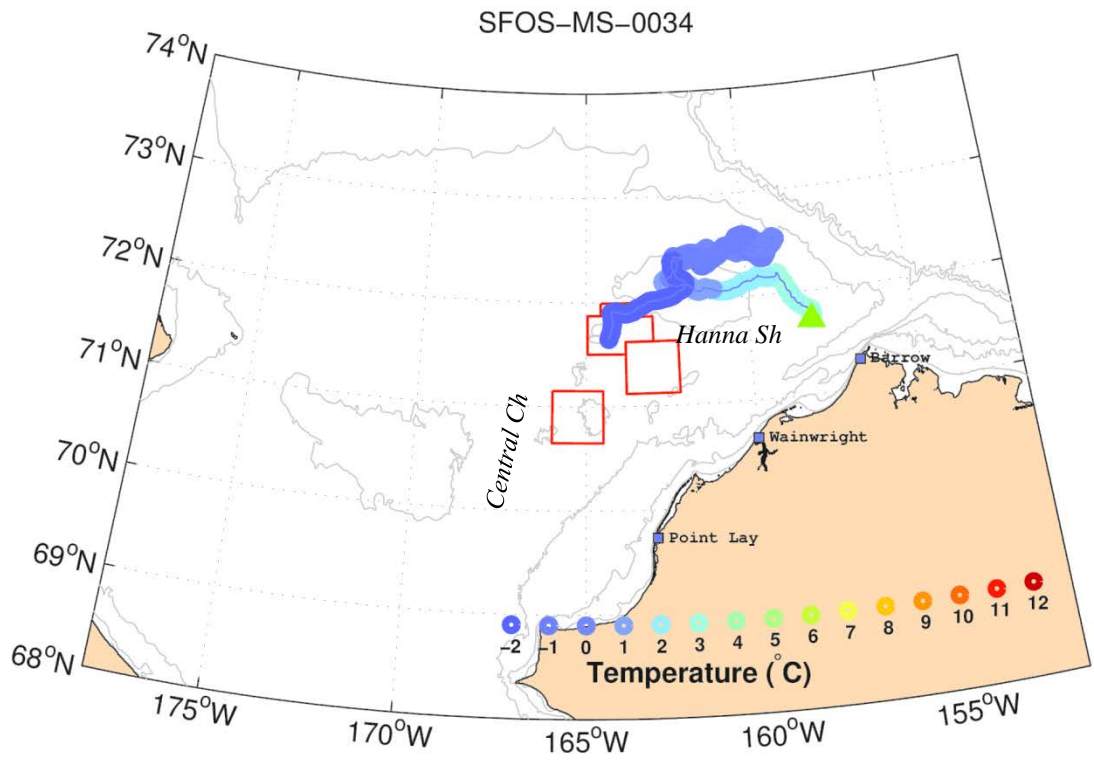 SFOS-MS-0034
74°N
73°N
72°N
71°N
70°N
69°N
68°N
Hanna Sh
Central Ch
Barrow
Wainwright
Point Lay
-2 -1 0 1 2 3 4 5 6 7 8 9 10 11 12
Temperature (°C)
175°W 170°W 165°W 160°W 155°W